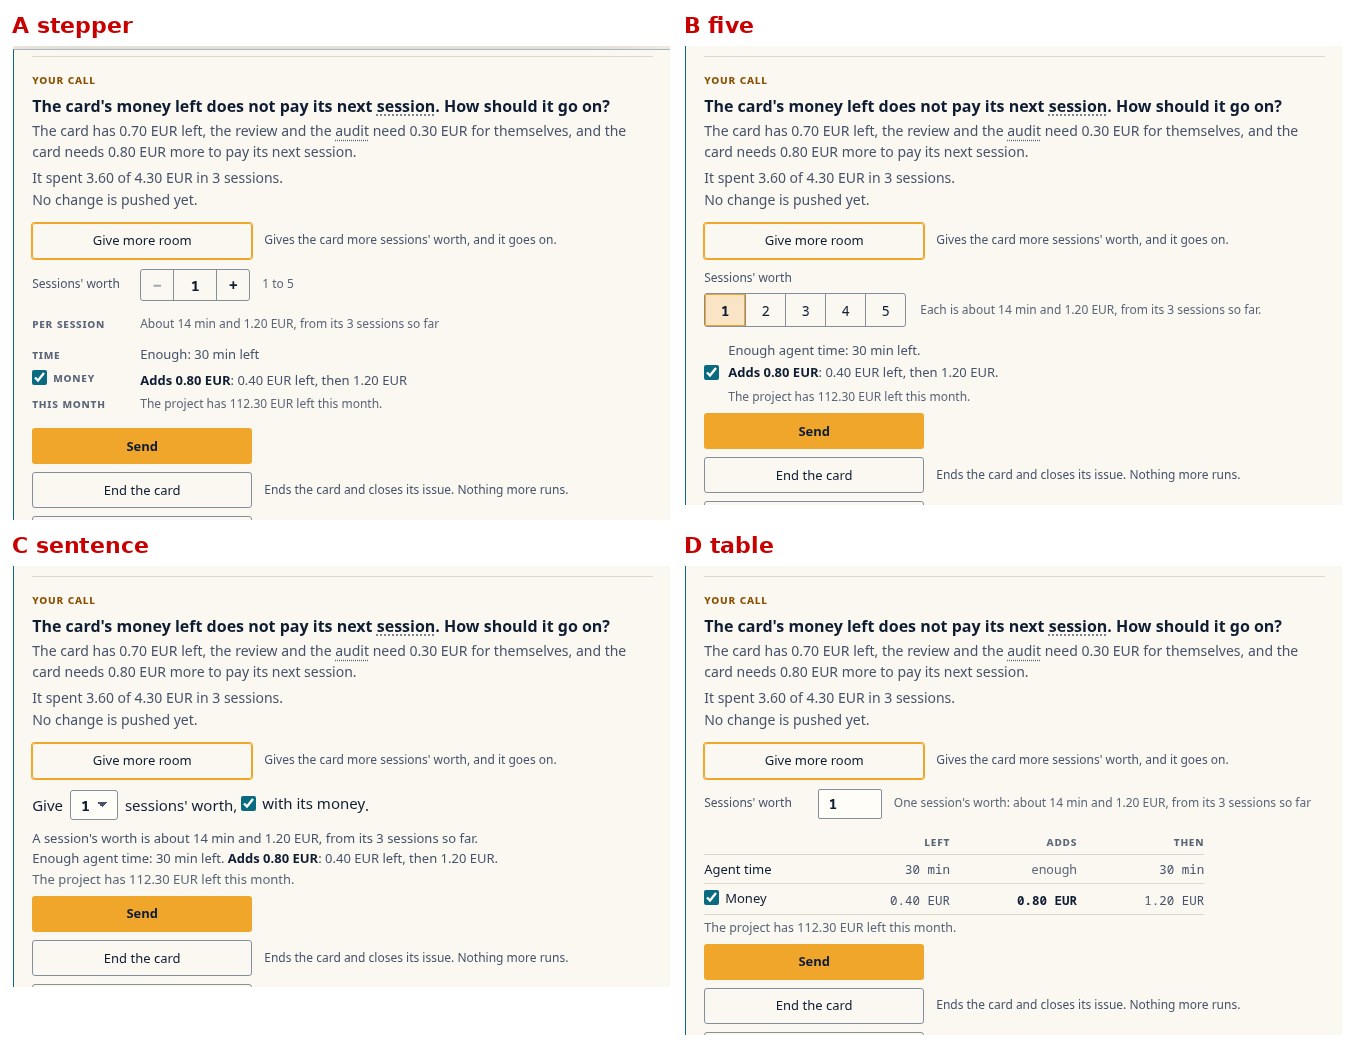 A stepper
YOUR CALL
The card's money left does not pay its next session. How should it go on?
The card has 0.70 EUR left, the review and the audit need 0.30 EUR for themselves, and the
card needs 0.80 EUR more to pay its next session.
It spent 3.60 of 4.30 EUR in 3 sessions.
No change is pushed yet.
Give more room Gives the card more sessions' worth, and it goes on.
Sessions' worth − 1 + 1 to 5
PER SESSION About 14 min and 1.20 EUR, from its 3 sessions so far
TIME Enough: 30 min left
MONEY Adds 0.80 EUR: 0.40 EUR left, then 1.20 EUR
THIS MONTH The project has 112.30 EUR left this month.
Send
End the card Ends the card and closes its issue. Nothing more runs.
B five
YOUR CALL
The card's money left does not pay its next session. How should it go on?
The card has 0.70 EUR left, the review and the audit need 0.30 EUR for themselves, and the
card needs 0.80 EUR more to pay its next session.
It spent 3.60 of 4.30 EUR in 3 sessions.
No change is pushed yet.
Give more room Gives the card more sessions' worth, and it goes on.
Sessions' worth
1 2 3 4 5 Each is about 14 min and 1.20 EUR, from its 3 sessions so far.
Enough agent time: 30 min left.
Adds 0.80 EUR: 0.40 EUR left, then 1.20 EUR.
The project has 112.30 EUR left this month.
Send
End the card Ends the card and closes its issue. Nothing more runs.
C sentence
YOUR CALL
The card's money left does not pay its next session. How should it go on?
The card has 0.70 EUR left, the review and the audit need 0.30 EUR for themselves, and the
card needs 0.80 EUR more to pay its next session.
It spent 3.60 of 4.30 EUR in 3 sessions.
No change is pushed yet.
Give more room Gives the card more sessions' worth, and it goes on.
Give 1 sessions' worth, with its money.
A session's worth is about 14 min and 1.20 EUR, from its 3 sessions so far.
Enough agent time: 30 min left. Adds 0.80 EUR: 0.40 EUR left, then 1.20 EUR.
The project has 112.30 EUR left this month.
Send
End the card Ends the card and closes its issue. Nothing more runs.
D table
YOUR CALL
The card's money left does not pay its next session. How should it go on?
The card has 0.70 EUR left, the review and the audit need 0.30 EUR for themselves, and the
card needs 0.80 EUR more to pay its next session.
It spent 3.60 of 4.30 EUR in 3 sessions.
No change is pushed yet.
Give more room Gives the card more sessions' worth, and it goes on.
Sessions' worth 1 One session's worth: about 14 min and 1.20 EUR, from its 3 sessions so far
LEFT ADDS THEN
Agent time 30 min enough 30 min
Money 0.40 EUR 0.80 EUR 1.20 EUR
The project has 112.30 EUR left this month.
Send
End the card Ends the card and closes its issue. Nothing more runs.